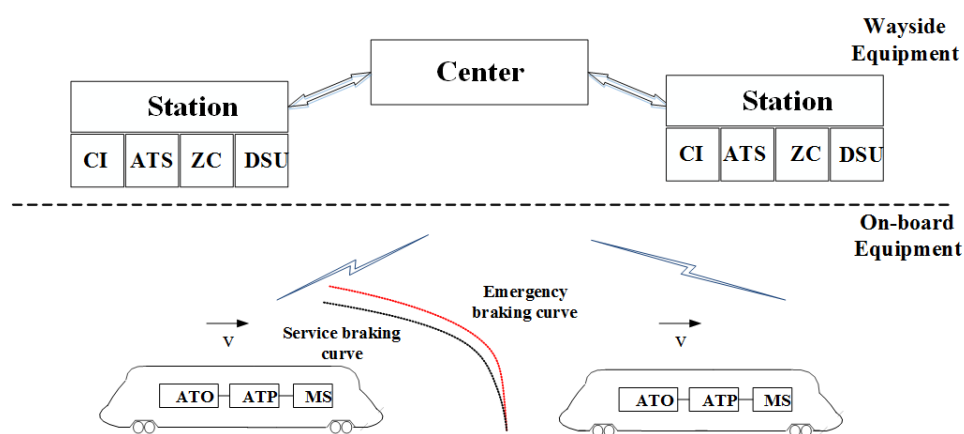 Wayside
Equipment
Center
Station
Station
CI ATS ZC DSU
CI ATS ZC DSU
On-board
Equipment
Emergency
braking curve
Service braking
curve
v
v
ATO ATP MS
ATO ATP MS